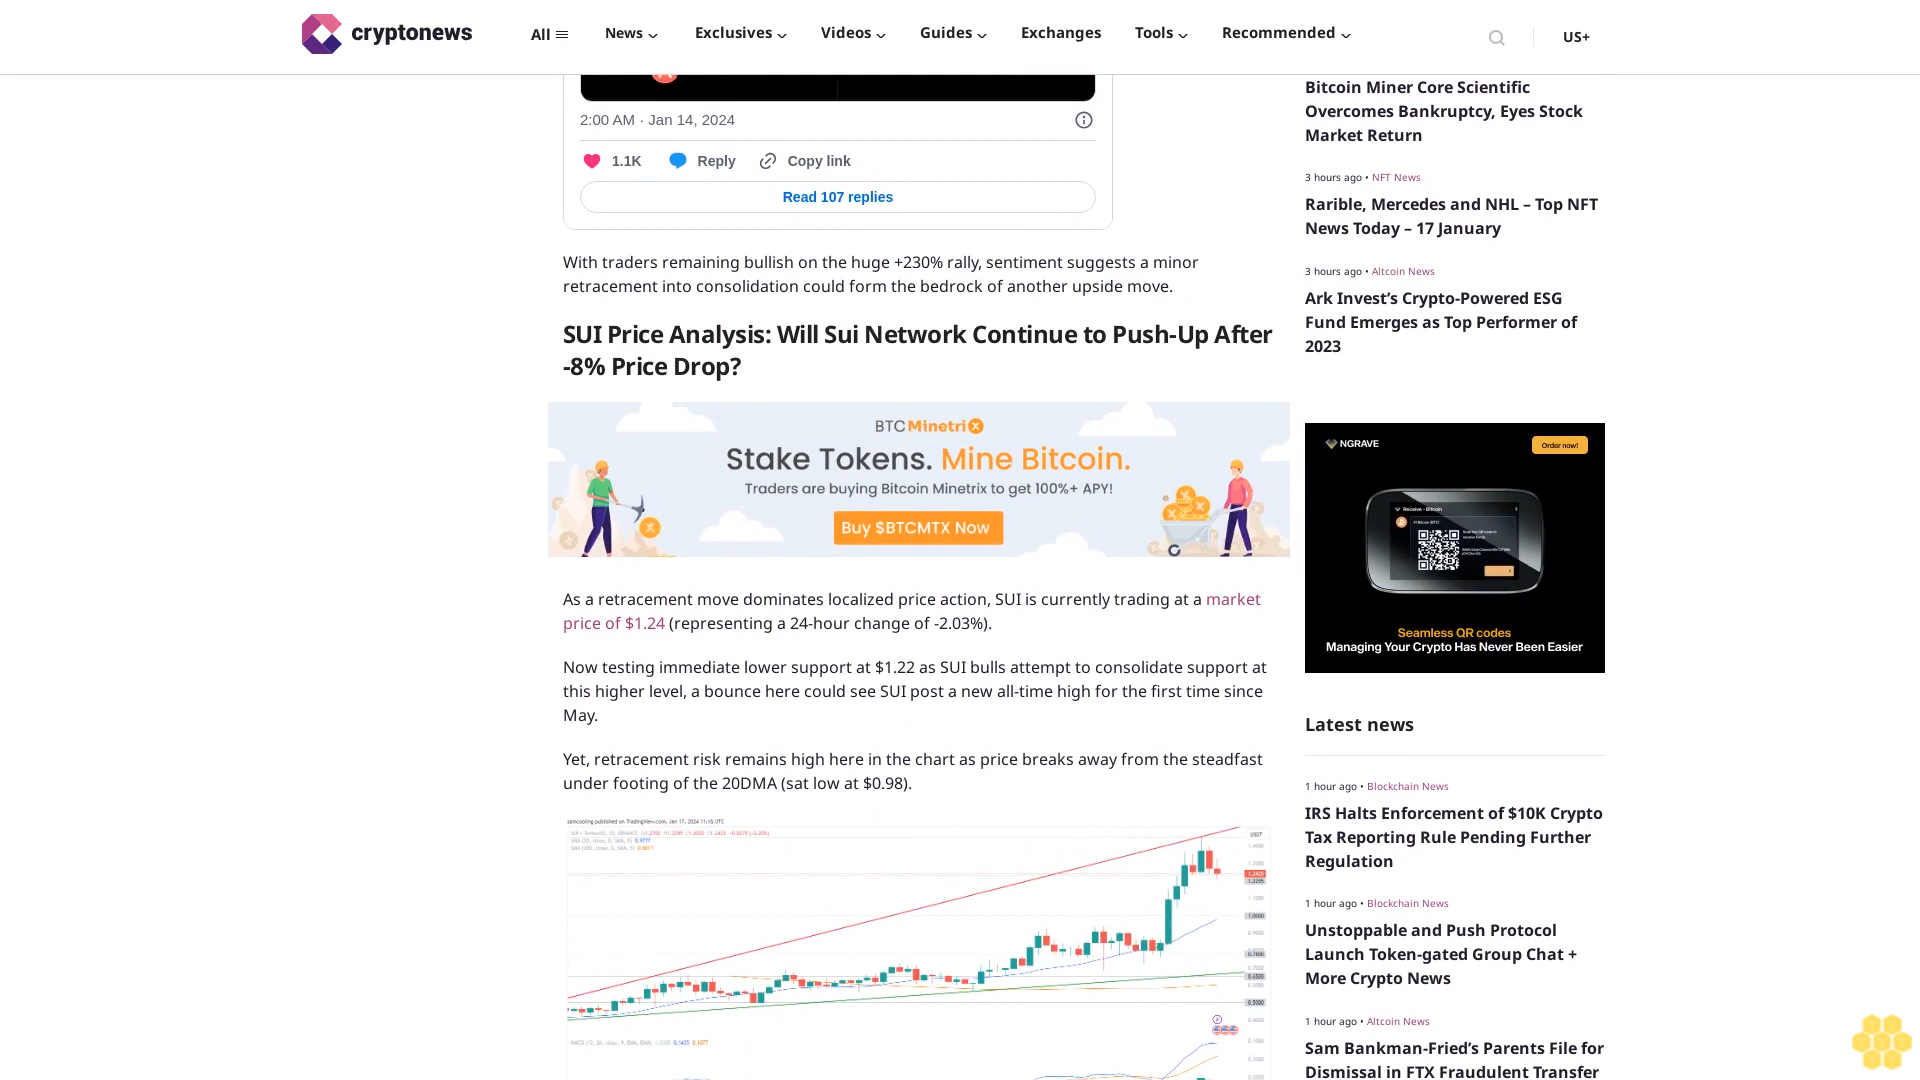 cryptonews
All
News
Exclusives
Videos
Guides
Exchanges
Tools
Recommended
US+
2:00 AM · Jan 14, 2024
1.1K
Reply
Copy link
Read 107 replies
With traders remaining bullish on the huge +230% rally, sentiment suggests a minor
retracement into consolidation could form the bedrock of another upside move.
SUI Price Analysis: Will Sui Network Continue to Push-Up After
-8% Price Drop?
BTC Minetrix
Stake Tokens. Mine Bitcoin.
Traders are buying Bitcoin Minetrix to get 100%+ APY!
Buy $BTCMTX Now
As a retracement move dominates localized price action, SUI is currently trading at a market
price of $1.24 (representing a 24-hour change of -2.03%).
Now testing immediate lower support at $1.22 as SUI bulls attempt to consolidate support at
this higher level, a bounce here could see SUI post a new all-time high for the first time since
May.
Yet, retracement risk remains high here in the chart as price breaks away from the steadfast
under footing of the 20DMA (sat low at $0.98).
samcooling published on TradingView.com, Jan 17, 2024 11:16 UTC
USDT
Bitcoin Miner Core Scientific
Overcomes Bankruptcy, Eyes Stock
Market Return
3 hours ago • NFT News
Rarible, Mercedes and NHL – Top NFT
News Today – 17 January
3 hours ago • Altcoin News
Ark Invest’s Crypto-Powered ESG
Fund Emerges as Top Performer of
2023
NGRAVE
Order now!
Receive - Bitcoin
Seamless QR codes
Managing Your Crypto Has Never Been Easier
Latest news
1 hour ago • Blockchain News
IRS Halts Enforcement of $10K Crypto
Tax Reporting Rule Pending Further
Regulation
1 hour ago • Blockchain News
Unstoppable and Push Protocol
Launch Token-gated Group Chat +
More Crypto News
1 hour ago • Altcoin News
Sam Bankman-Fried’s Parents File for
Dismissal in FTX Fraudulent Transfer